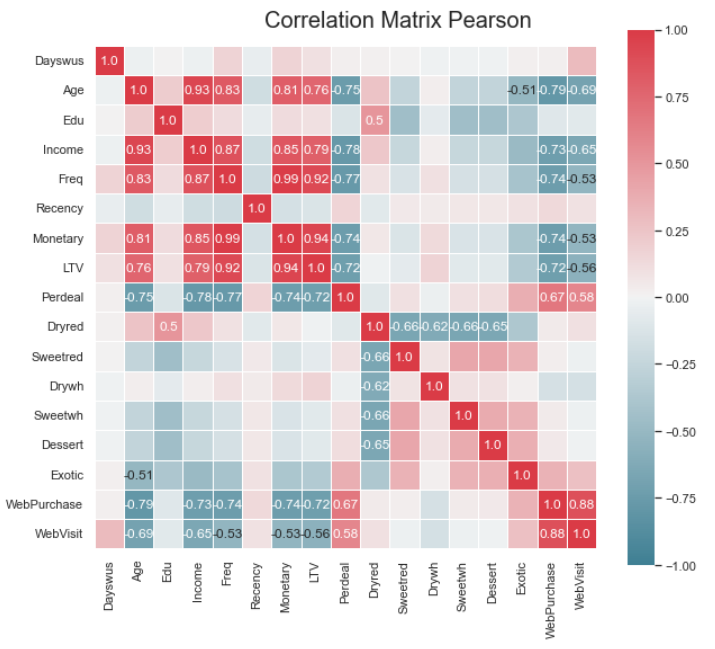 Correlation Matrix Pearson
Dayswus 1.0
Age 1.0 0.93 0.83 0.81 0.76 -0.75 -0.51 -0.79 -0.69
Edu 1.0 0.5
Income 0.93 1.0 0.87 0.85 0.79 -0.78 -0.73 -0.65
Freq 0.83 0.87 1.0 0.99 0.92 -0.77 -0.74 -0.53
Recency 1.0
Monetary 0.81 0.85 0.99 1.0 0.94 -0.74 -0.74 -0.53
LTV 0.76 0.79 0.92 0.94 1.0 -0.72 -0.72 -0.56
Perdeal -0.75 -0.78 -0.77 -0.74 -0.72 1.0 0.67 0.58
Dryred 0.5 1.0 -0.66 -0.62 -0.66 -0.65
Sweetred -0.66 1.0
Drywh -0.62 1.0
Sweetwh -0.66 1.0
Dessert -0.65 1.0
Exotic -0.51 1.0
WebPurchase -0.79 -0.73 -0.74 -0.74 -0.72 0.67 1.0 0.88
WebVisit -0.69 -0.65 -0.53 -0.53 -0.56 0.58 0.88 1.0
Dayswus Age Edu Income Freq Recency Monetary LTV Perdeal Dryred Sweetred Drywh Sweetwh Dessert Exotic WebPurchase WebVisit
1.00
0.75
0.50
0.25
0.00
−0.25
−0.50
−0.75
−1.00